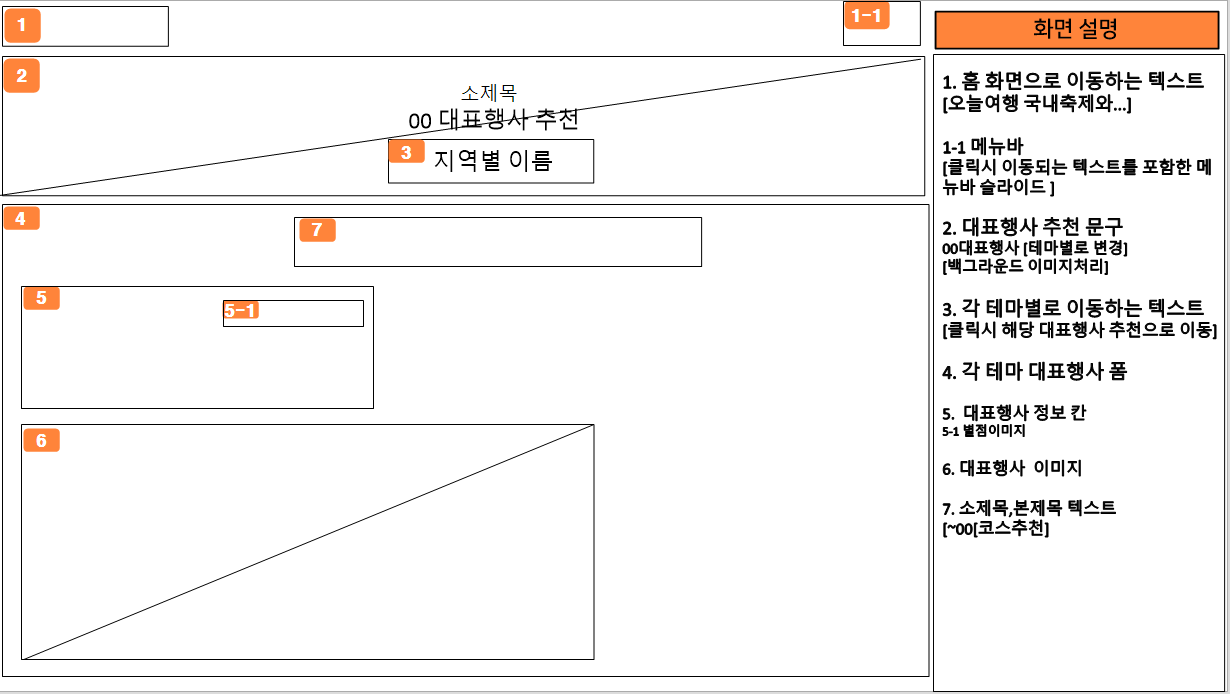 1
1-1
2
소제목
00 대표행사 추천
3
지역별 이름
4
7
5
5-1
6
화면 설명
1. 홈 화면으로 이동하는 텍스트
[오늘여행 국내축제와...]
1-1 메뉴바
[클릭시 이동되는 텍스트를 포함한 메
뉴바 슬라이드 ]
2. 대표행사 추천 문구
00대표행사 [테마별로 변경]
[백그라운드 이미지처리]
3. 각 테마별로 이동하는 텍스트
[클릭시 해당 대표행사 추천으로 이동]
4. 각 테마 대표행사 폼
5.  대표행사 정보 칸
5-1 별점이미지
6. 대표행사  이미지
7. 소제목,본제목 텍스트
[~00[코스추천]